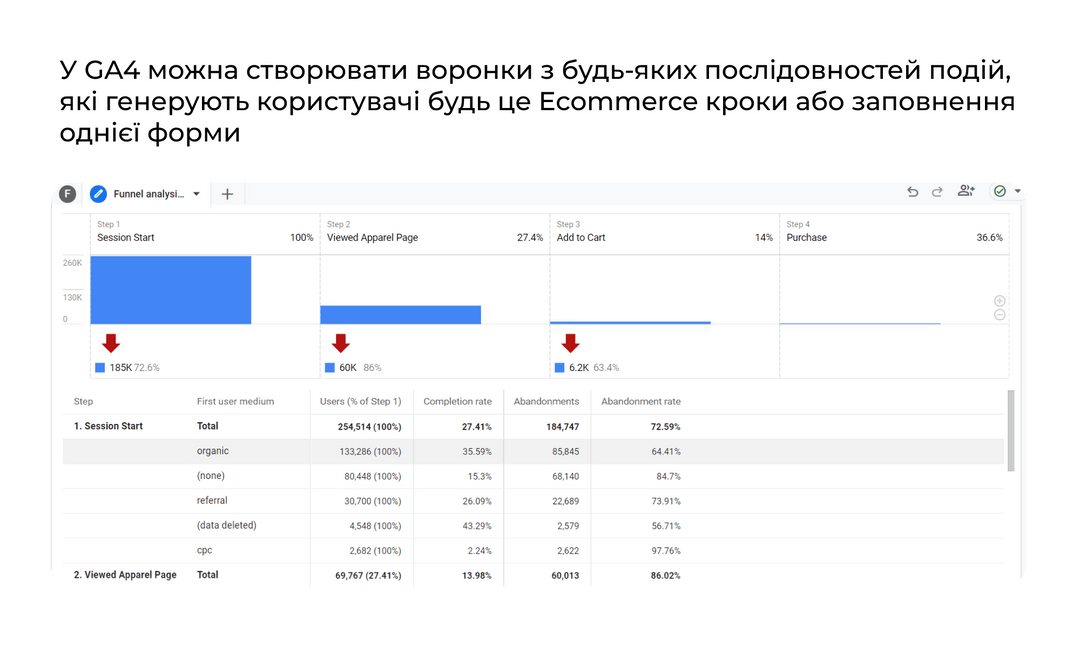 У GA4 можна створювати воронки з будь-яких послідовностей подій,
які генерують користувачі будь це Ecommerce кроки або заповнення
однієї форми
F Funnel analysi...
Step 1 Step 2 Step 3 Step 4
Session Start 100% Viewed Apparel Page 27.4% Add to Cart 14% Purchase 36.6%
260K
130K
0
185K 72.6% 60K 86% 6.2K 63.4%
Step First user medium Users (% of Step 1) Completion rate Abandonments Abandonment rate
1. Session Start Total 254,514 (100%) 27.41% 184,747 72.59%
organic 133,286 (100%) 35.59% 85,845 64.41%
(none) 80,448 (100%) 15.3% 68,140 84.7%
referral 30,700 (100%) 26.09% 22,689 73.91%
(data deleted) 4,548 (100%) 43.29% 2,579 56.71%
cpc 2,682 (100%) 2.24% 2,622 97.76%
2. Viewed Apparel Page Total 69,767 (27.41%) 13.98% 60,013 86.02%